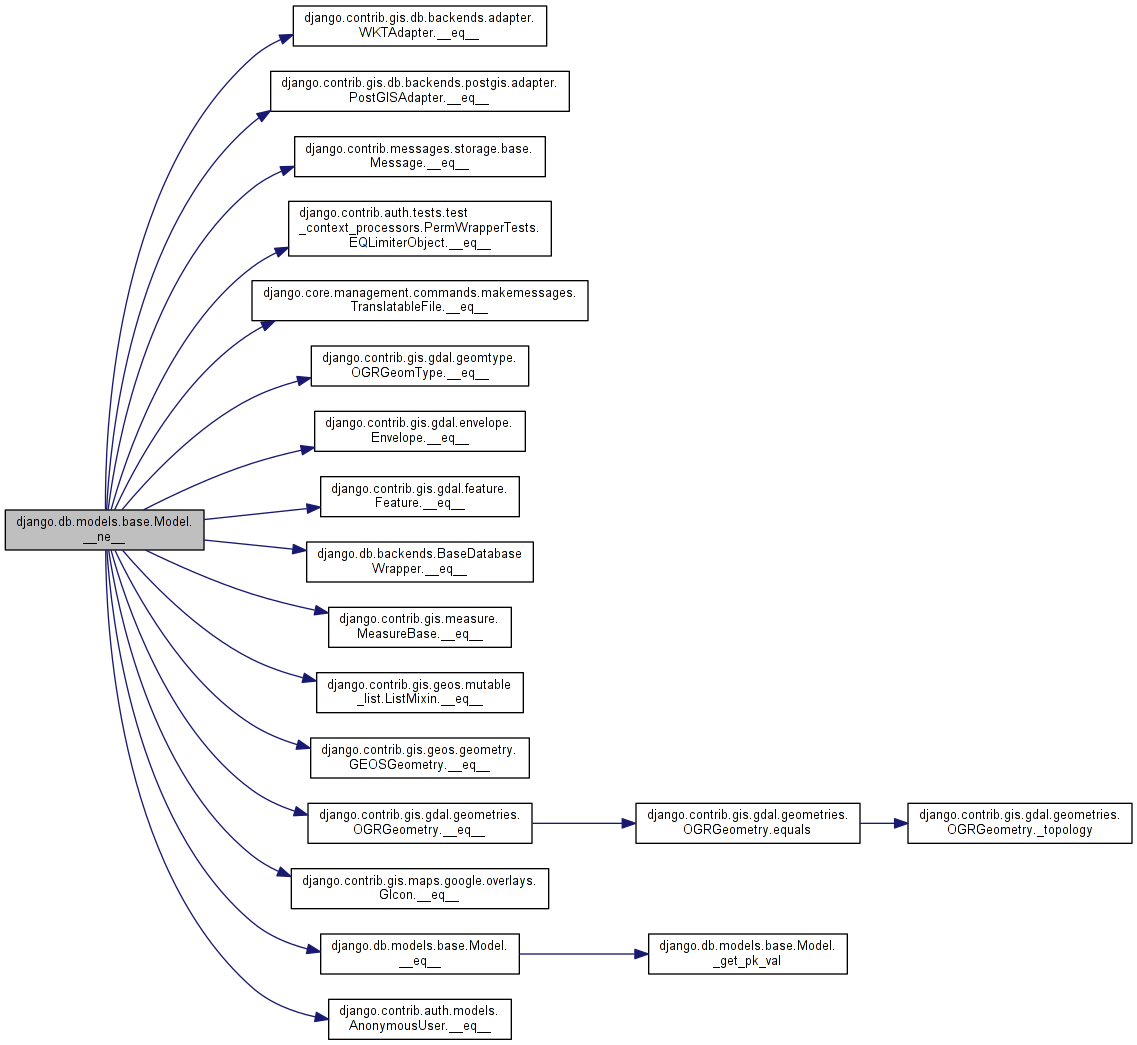 django.contrib.gis.db.backends.adapter.
WKTAdapter.__eq__
django.contrib.gis.db.backends.postgis.adapter.
PostGISAdapter.__eq__
django.contrib.messages.storage.base.
Message.__eq__
django.contrib.auth.tests.test
_context_processors.PermWrapperTests.
EQLimiterObject.__eq__
django.core.management.commands.makemessages.
TranslatableFile.__eq__
django.contrib.gis.gdal.geomtype.
OGRGeomType.__eq__
django.contrib.gis.gdal.envelope.
Envelope.__eq__
django.contrib.gis.gdal.feature.
Feature.__eq__
django.db.models.base.Model.
__ne__
django.db.backends.BaseDatabase
Wrapper.__eq__
django.contrib.gis.measure.
MeasureBase.__eq__
django.contrib.gis.geos.mutable
_list.ListMixin.__eq__
django.contrib.gis.geos.geometry.
GEOSGeometry.__eq__
django.contrib.gis.gdal.geometries.
OGRGeometry.__eq__
django.contrib.gis.gdal.geometries.
OGRGeometry.equals
django.contrib.gis.gdal.geometries.
OGRGeometry._topology
django.contrib.gis.maps.google.overlays.
GIcon.__eq__
django.db.models.base.Model.
__eq__
django.db.models.base.Model.
_get_pk_val
django.contrib.auth.models.
AnonymousUser.__eq__